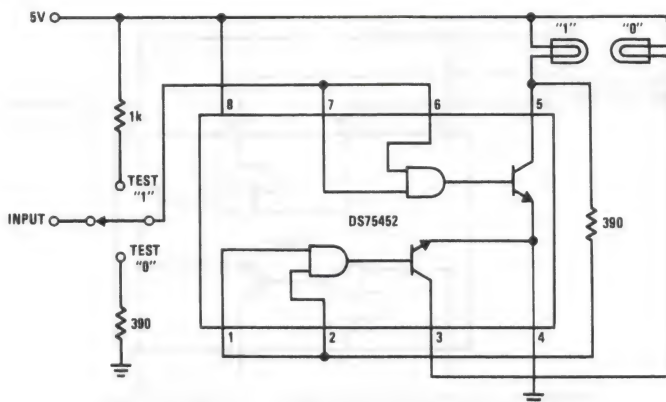 5V
"1" "0"
8 7 6 5
1k
TEST
"1"
INPUT
DS75452
390
TEST
"0"
390
1 2 3 4